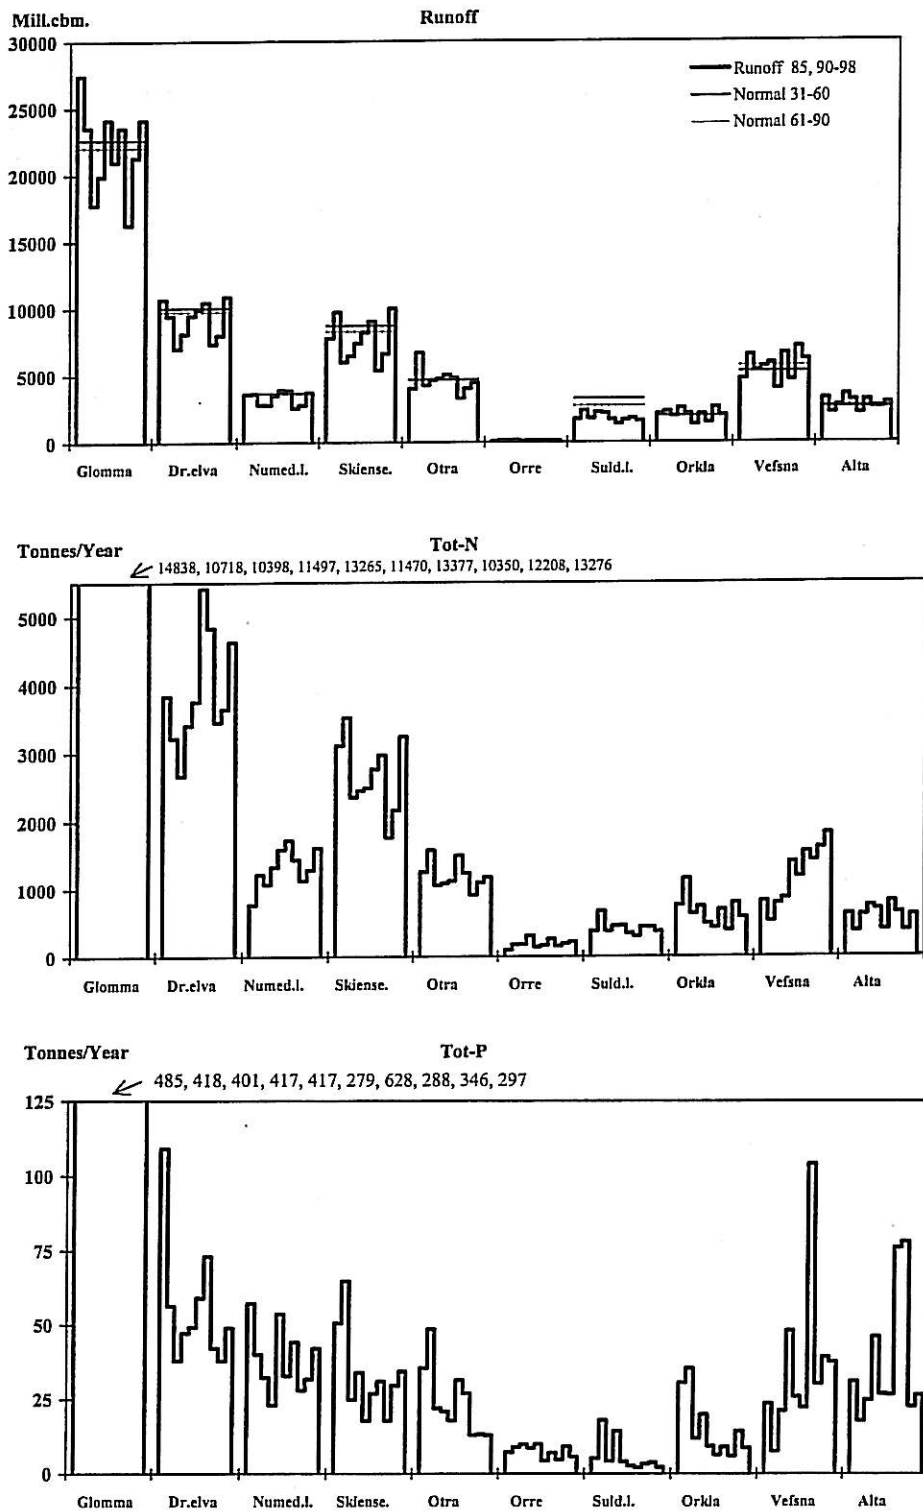 Mill.cbm.
Runoff
30000
25000
20000
15000
10000
5000
0
Runoff 85, 90-98
Normal 31-60
Normal 61-90
Glomma Dr.elva Numed.l. Skiense. Otra Orre Suld.l. Orkla Vefsna Alta
Tonnes/Year
Tot-N
14838, 10718, 10398, 11497, 13265, 11470, 13377, 10350, 12208, 13276
5000
4000
3000
2000
1000
0
Glomma Dr.elva Numed.l. Skiense. Otra Orre Suld.l. Orkla Vefsna Alta
Tonnes/Year
Tot-P
485, 418, 401, 417, 417, 279, 628, 288, 346, 297
125
100
75
50
25
0
Glomma Dr.elva Numed.l. Skiense. Otra Orre Suld.l. Orkla Vefsna Alta